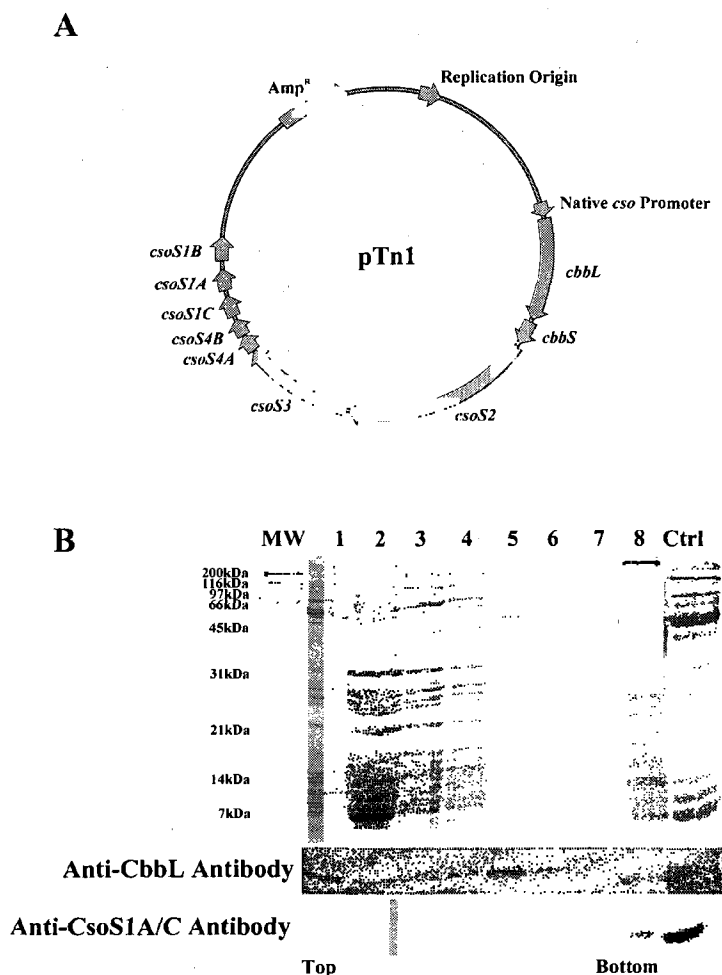 A
Amp^R
Replication Origin
Native cso Promoter
pTn1
csoS1B
cbbL
csoS1A
csoS1C
csoS4B
cbbS
csoS4A
csoS3
csoS2
B
MW 1 2 3 4 5 6 7 8 Ctrl
200kDa
116kDa
97kDa
66kDa
45kDa
31kDa
21kDa
14kDa
7kDa
Anti-CbbL Antibody
Anti-CsoS1A/C Antibody
Top Bottom